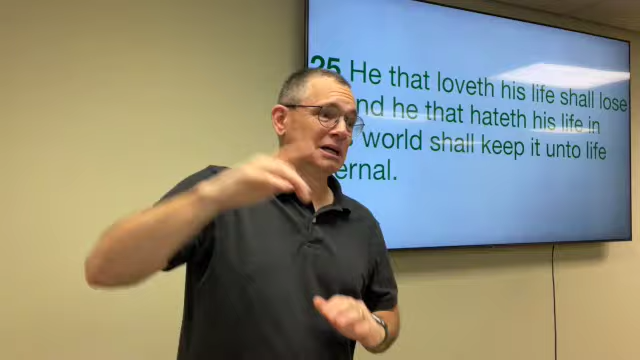 25 He that loveth his life shall lose
and he that hateth his life in
world shall keep it unto life
ernal.